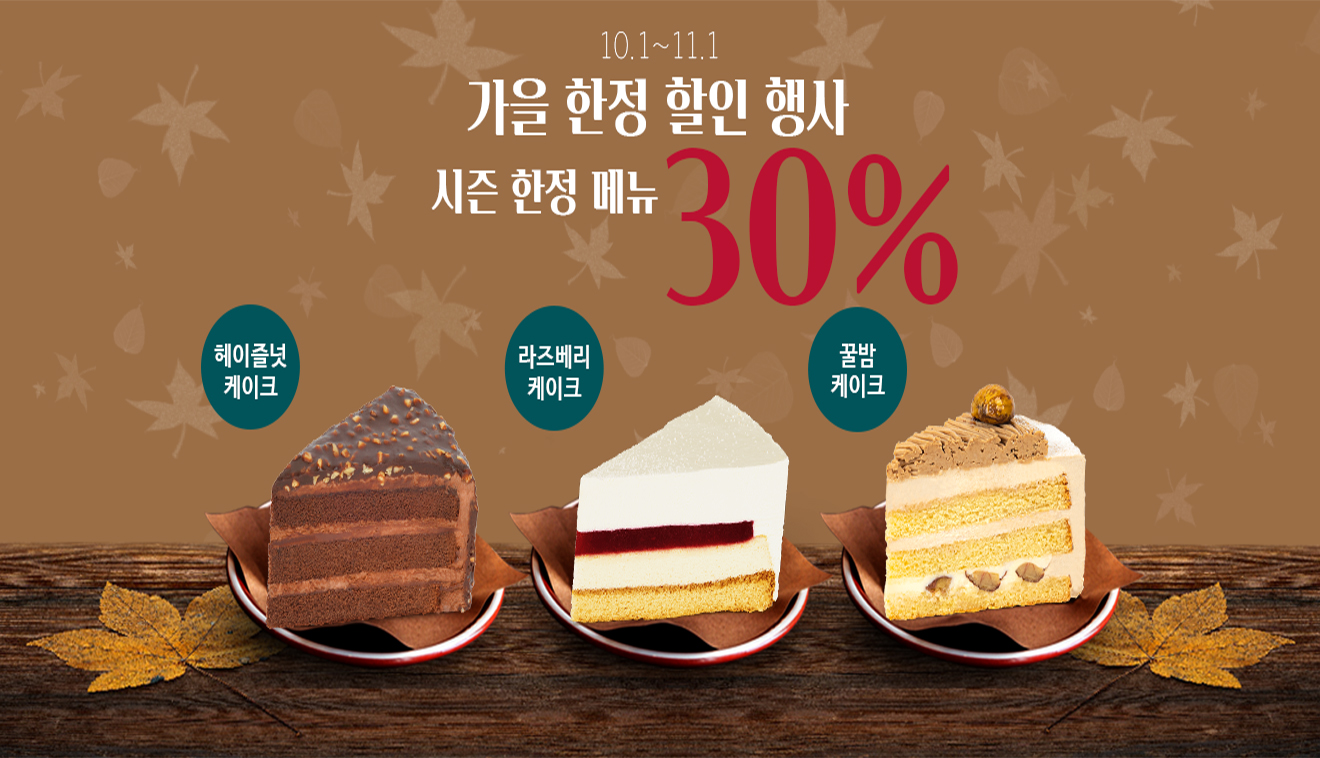 10.1~11.1
가을 한정 할인 행사
시즌 한정 메뉴 30%
헤이즐넛
케이크
라즈베리
케이크
꿀밤
케이크